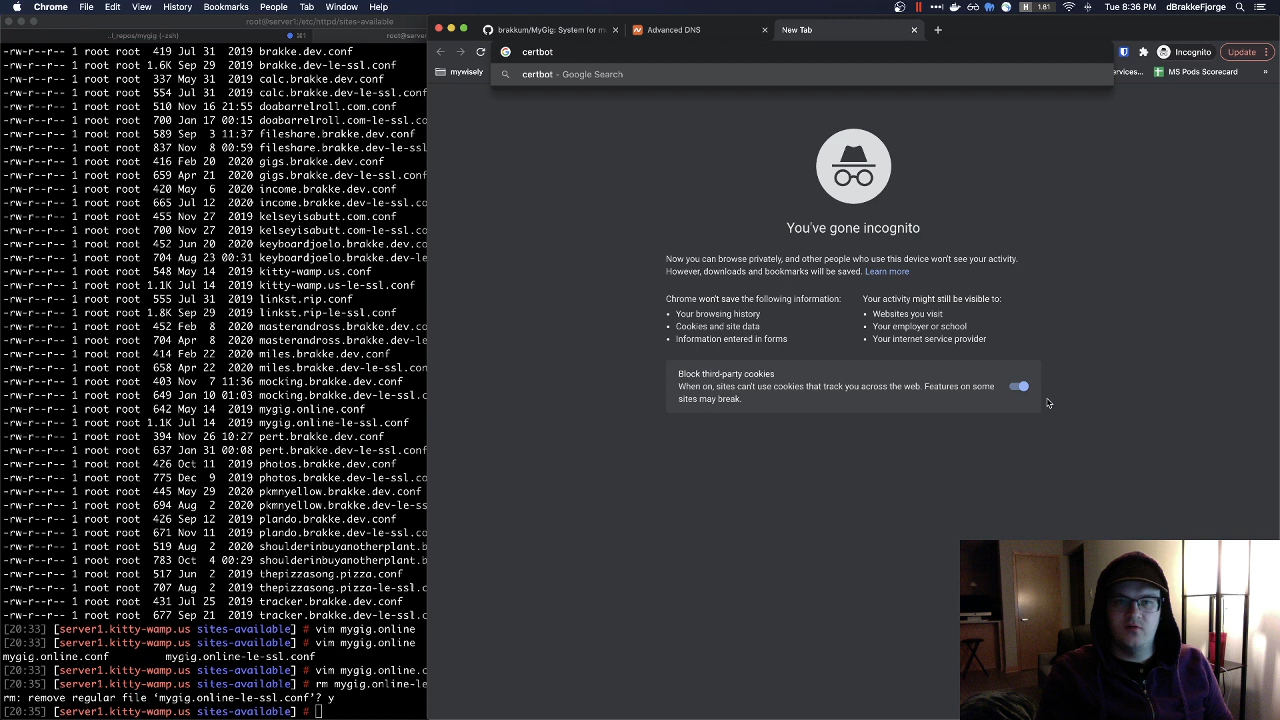 Chrome File Edit View History Bookmarks People Tab Window Help
1.81 Tue 8:36 PM dBrakkeFjorge
root@server1:/etc/httpd/sites-available
..l_repos/mygig (-zsh) ⌘1 root@server
-rw-r--r-- 1 root root 419 Jul 31 2019 brakke.dev.conf
-rw-r--r-- 1 root root 1.6K Sep 29 2019 brakke.dev-le-ssl.conf
-rw-r--r-- 1 root root 337 May 31 2019 calc.brakke.dev.conf
-rw-r--r-- 1 root root 554 Jul 31 2019 calc.brakke.dev-le-ssl.conf
-rw-r--r-- 1 root root 510 Nov 16 21:55 doabarrelroll.com.conf
-rw-r--r-- 1 root root 700 Jan 17 00:15 doabarrelroll.com-le-ssl.conf
-rw-r--r-- 1 root root 589 Sep 3 11:37 fileshare.brakke.dev.conf
-rw-r--r-- 1 root root 837 Nov 8 00:59 fileshare.brakke.dev-le-ssl
-rw-r--r-- 1 root root 416 Feb 20 2020 gigs.brakke.dev.conf
-rw-r--r-- 1 root root 659 Apr 21 2020 gigs.brakke.dev-le-ssl.conf
-rw-r--r-- 1 root root 420 May 6 2020 income.brakke.dev.conf
-rw-r--r-- 1 root root 665 Jul 12 2020 income.brakke.dev-le-ssl.conf
-rw-r--r-- 1 root root 455 Nov 27 2019 kelseyisabutt.com.conf
-rw-r--r-- 1 root root 700 Nov 27 2019 kelseyisabutt.com-le-ssl.conf
-rw-r--r-- 1 root root 452 Jun 20 2020 keyboardjoelo.brakke.dev.conf
-rw-r--r-- 1 root root 704 Aug 23 00:31 keyboardjoelo.brakke.dev-le
-rw-r--r-- 1 root root 548 May 14 2019 kitty-wamp.us.conf
-rw-r--r-- 1 root root 1.1K Jul 14 2019 kitty-wamp.us-le-ssl.conf
-rw-r--r-- 1 root root 555 Jul 31 2019 linkst.rip.conf
-rw-r--r-- 1 root root 1.8K Sep 29 2019 linkst.rip-le-ssl.conf
-rw-r--r-- 1 root root 452 Feb 8 2020 masterandross.brakke.dev.conf
-rw-r--r-- 1 root root 704 Apr 8 2020 masterandross.brakke.dev-le
-rw-r--r-- 1 root root 414 Feb 22 2020 miles.brakke.dev.conf
-rw-r--r-- 1 root root 658 Apr 22 2020 miles.brakke.dev-le-ssl.conf
-rw-r--r-- 1 root root 403 Nov 7 11:36 mocking.brakke.dev.conf
-rw-r--r-- 1 root root 649 Jan 10 01:03 mocking.brakke.dev-le-ssl.c
-rw-r--r-- 1 root root 642 May 14 2019 mygig.online.conf
-rw-r--r-- 1 root root 1.1K Jul 14 2019 mygig.online-le-ssl.conf
-rw-r--r-- 1 root root 394 Nov 26 10:27 pert.brakke.dev.conf
-rw-r--r-- 1 root root 637 Jan 31 00:08 pert.brakke.dev-le-ssl.conf
-rw-r--r-- 1 root root 426 Oct 11 2019 photos.brakke.dev.conf
-rw-r--r-- 1 root root 775 Dec 9 2019 photos.brakke.dev-le-ssl.conf
-rw-r--r-- 1 root root 445 May 29 2020 pkmnyellow.brakke.dev.conf
-rw-r--r-- 1 root root 694 Aug 2 2020 pkmnyellow.brakke.dev-le-ss
-rw-r--r-- 1 root root 426 Sep 12 2019 plando.brakke.dev.conf
-rw-r--r-- 1 root root 671 Nov 11 2019 plando.brakke.dev-le-ssl.conf
-rw-r--r-- 1 root root 519 Aug 2 2020 shoulderinbuyanotherplant.b
-rw-r--r-- 1 root root 783 Oct 4 00:29 shoulderinbuyanotherplant.b
-rw-r--r-- 1 root root 517 Jun 2 2019 thepizzasong.pizza.conf
-rw-r--r-- 1 root root 707 Aug 2 2019 thepizzasong.pizza-le-ssl.c
-rw-r--r-- 1 root root 431 Jul 25 2019 tracker.brakke.dev.conf
-rw-r--r-- 1 root root 677 Sep 21 2019 tracker.brakke.dev-le-ssl.c
[20:33] [server1.kitty-wamp.us sites-available] # vim mygig.online
[20:33] [server1.kitty-wamp.us sites-available] # vim mygig.online
mygig.online.conf mygig.online-le-ssl.conf
[20:33] [server1.kitty-wamp.us sites-available] # vim mygig.online.c
[20:35] [server1.kitty-wamp.us sites-available] # rm mygig.online-le
rm: remove regular file ‘mygig.online-le-ssl.conf’? y
[20:35] [server1.kitty-wamp.us sites-available] #
brakkum/MyGig: System for m Advanced DNS New Tab
certbot
Incognito Update
certbot - Google Search
mywisely ervices... MS Pods Scorecard »
You've gone incognito
Now you can browse privately, and other people who use this device won't see your activity.
However, downloads and bookmarks will be saved. Learn more
Chrome won't save the following information:
• Your browsing history
• Cookies and site data
• Information entered in forms
Your activity might still be visible to:
• Websites you visit
• Your employer or school
• Your internet service provider
Block third-party cookies
When on, sites can't use cookies that track you across the web. Features on some
sites may break.